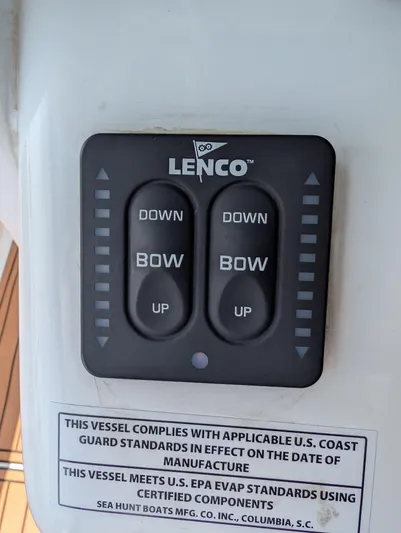 LENCO™
DOWN DOWN
BOW BOW
UP UP
THIS VESSEL COMPLIES WITH APPLICABLE U.S. COAST
GUARD STANDARDS IN EFFECT ON THE DATE OF
MANUFACTURE
THIS VESSEL MEETS U.S. EPA EVAP STANDARDS USING
CERTIFIED COMPONENTS
SEA HUNT BOATS MFG. CO. INC., COLUMBIA, S.C.